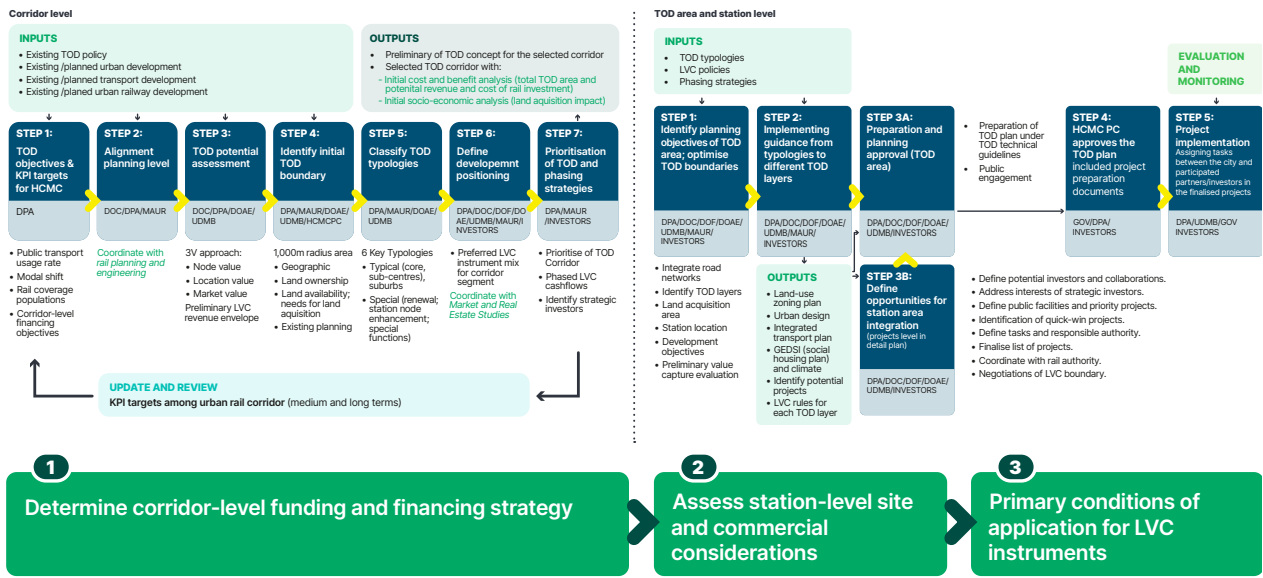 Corridor level
INPUTS
• Existing TOD policy
• Existing /planned urban development
• Existing /planned transport development
• Existing /planed urban railway development
OUTPUTS
• Preliminary of TOD concept for the selected corridor
• Selected TOD corridor with:
- Initial cost and benefit analysis (total TOD area and
potenital revenue and cost of rail investment)
- Initial socio-economic analysis (land aquisition impact)
STEP 1:
TOD
objectives &
KPI targets
for HCMC
DPA
• Public transport
usage rate
• Modal shift
• Rail coverage
populations
• Corridor-level
financing
objectives
STEP 2:
Alignment
planning level
DOC/DPA/MAUR
Coordinate with
rail planning and
engineering
STEP 3:
TOD potential
assessment
DOC/DPA/DOAE/
UDMB
3V approach:
• Node value
• Location value
• Market value
Preliminary LVC
revenue envelope
STEP 4:
Identify initial
TOD
boundary
DPA/MAUR/DOAE/
UDMB/HCMCPC
1,000m radius area
• Geographic
• Land ownership
• Land availability;
needs for land
aquisition
• Existing planning
STEP 5:
Classify TOD
typologies
DPA/MAUR/DOAE/
UDMB
6 Key Typologies
• Typical (core,
sub-centres),
suburbs
• Special (renewal;
station node
enhancement;
special
functions)
STEP 6:
Define
developemnt
positioning
DPA/DOC/DOF/DO
AE/UDMB/MAUR/I
NVESTORS
• Preferred LVC
instrument mix
for corridor
segment
Coordinate with
Market and Real
Estate Studies
STEP 7:
Prioritisation
of TOD and
phasing
strategies
DPA/MAUR
/INVESTORS
• Prioritise of TOD
Corridor
• Phased LVC
cashflows
• Identify strategic
investors
UPDATE AND REVIEW
KPI targets among urban rail corridor (medium and long terms)
TOD area and station level
INPUTS
• TOD typologies
• LVC policies
• Phasing strategies
EVALUATION
AND
MONITORING
STEP 1:
Identify planning
objectives of TOD
area; optimise
TOD boundaries
DPA/DOC/DOF/DOAE/
UDMB/MAUR/
INVESTORS
• Integrate road
networks
• Identify TOD layers
• Land acquisition
area
• Station location
• Development
objectives
• Preliminary value
capture evaluation
STEP 2:
Implementing
guidance from
typologies to
different TOD
layers
DPA/DOC/DOF/DOAE/
UDMB/MAUR/
INVESTORS
OUTPUTS
• Land-use
zoning plan
• Urban design
• Integrated
transport plan
• GEDSI (social
housing plan)
and climate
• Identify potential
projects
• LVC rules for
each TOD layer
STEP 3A:
Preparation and
planning
approval (TOD
area)
DPA/DOC/DOF/DOAE/
UDMB/INVESTORS
STEP 3B:
Define
opportunities for
station area
integration
(projects level in
detail plan)
DPA/DOC/DOF/DOAE/
UDMB/INVESTORS
• Preparation of
TOD plan under
TOD technical
guidelines
• Public
engagement
STEP 4:
HCMC PC
approves the
TOD plan
included project
preparation
documents
GOV/DPA/
INVESTORS
STEP 5:
Project
implementation
Assigning tasks
between the city and
participated
partners/investors in
the finalised projects
DPA/UDMB/GOV
INVESTORS
• Define potential investors and collaborations.
• Address interests of strategic investors.
• Define public facilities and priority projects.
• Identification of quick-win projects.
• Define tasks and responsible authority.
• Finalise list of projects.
• Coordinate with rail authority.
• Negotiations of LVC boundary.
1
Determine corridor-level funding and financing strategy
2
Assess station-level site
and commercial
considerations
3
Primary conditions of
application for LVC
instruments